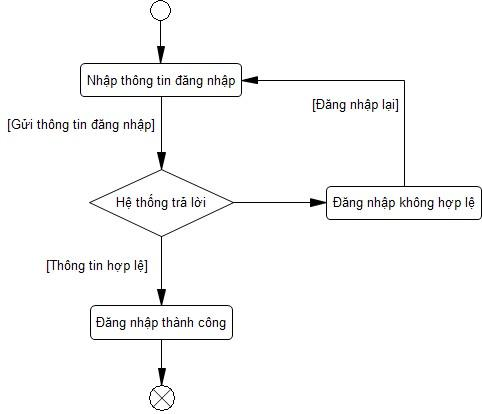 Nhập thông tin đăng nhập
[Đăng nhập lại]
[Gửi thông tin đăng nhập]
Hệ thống trả lời
Đăng nhập không hợp lệ
[Thông tin hợp lệ]
Đăng nhập thành công